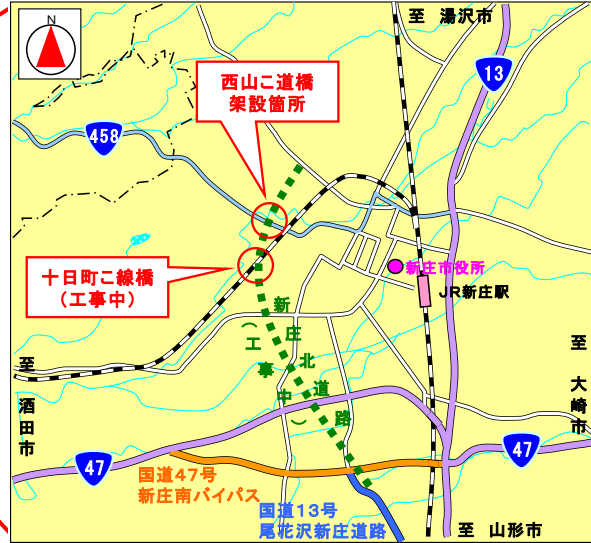 N
至 湯沢市
13
西山こ道橋
架設箇所
458
十日町こ線橋
(工事中)
新庄市役所
JR新庄駅
新庄北道路
(工事中)
至 酒田市
至 大崎市
47
47
国道47号
新庄南バイパス
国道13号
尾花沢新庄道路
至 山形市